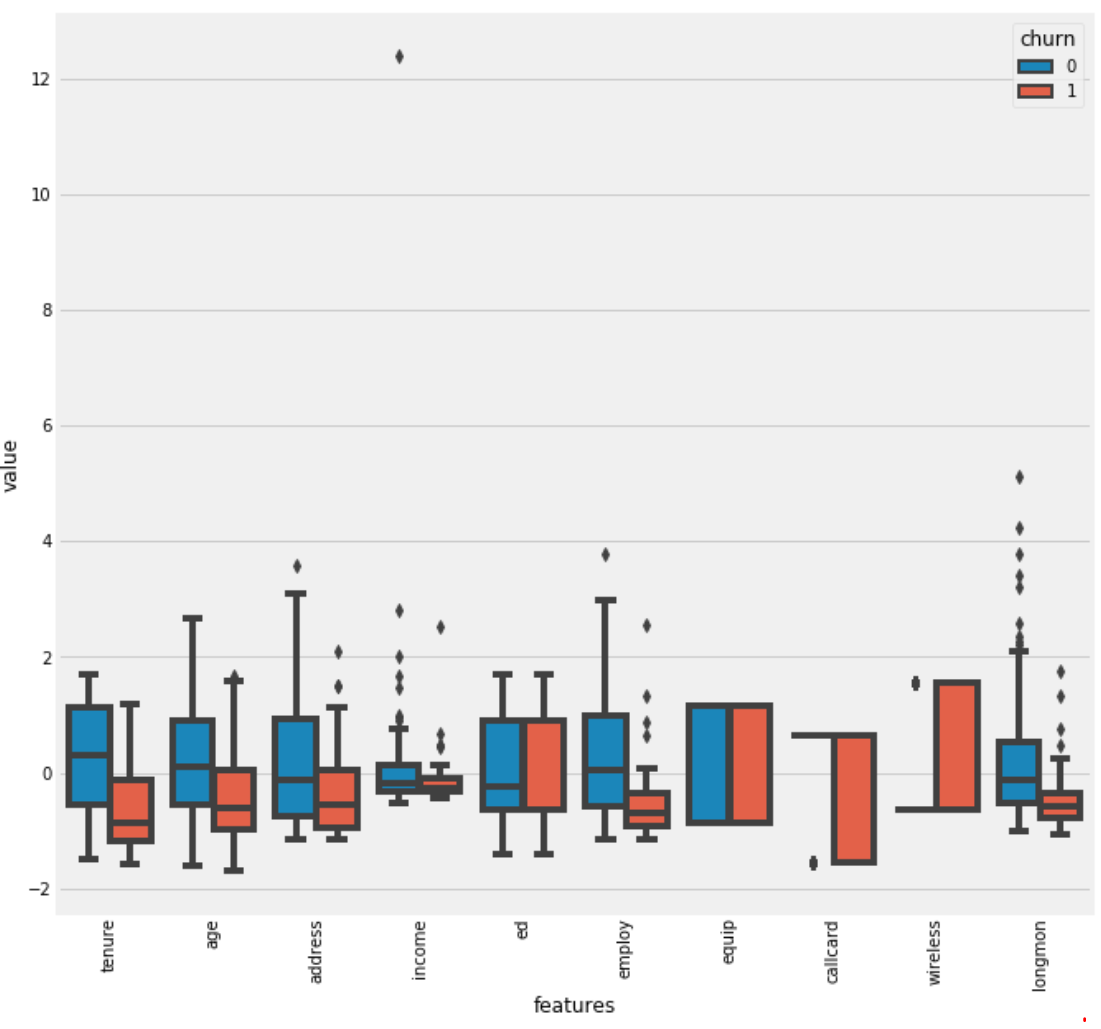 churn
0
1
12
10
8
6
4
2
0
−2
value
tenure
age
address
income
ed
employ
equip
callcard
wireless
longmon
features